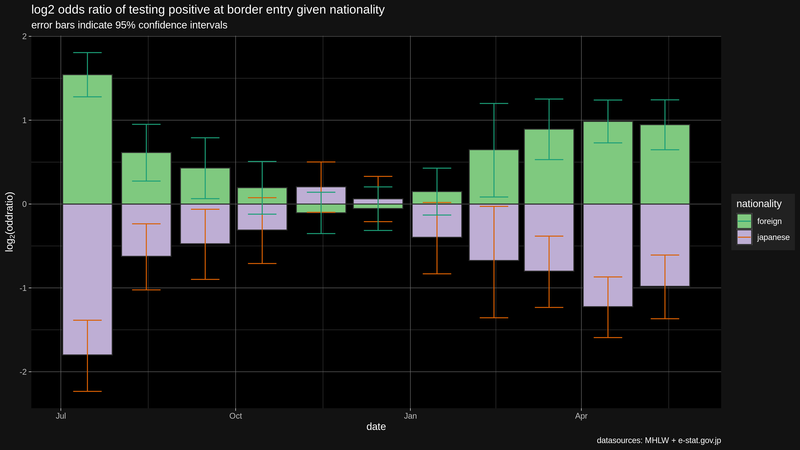 log2 odds ratio of testing positive at border entry given nationality
error bars indicate 95% confidence intervals
2
1
0
-1
-2
log2(oddratio)
Jul
Oct
Jan
Apr
date
nationality
foreign
japanese
datasources: MHLW + e-stat.gov.jp